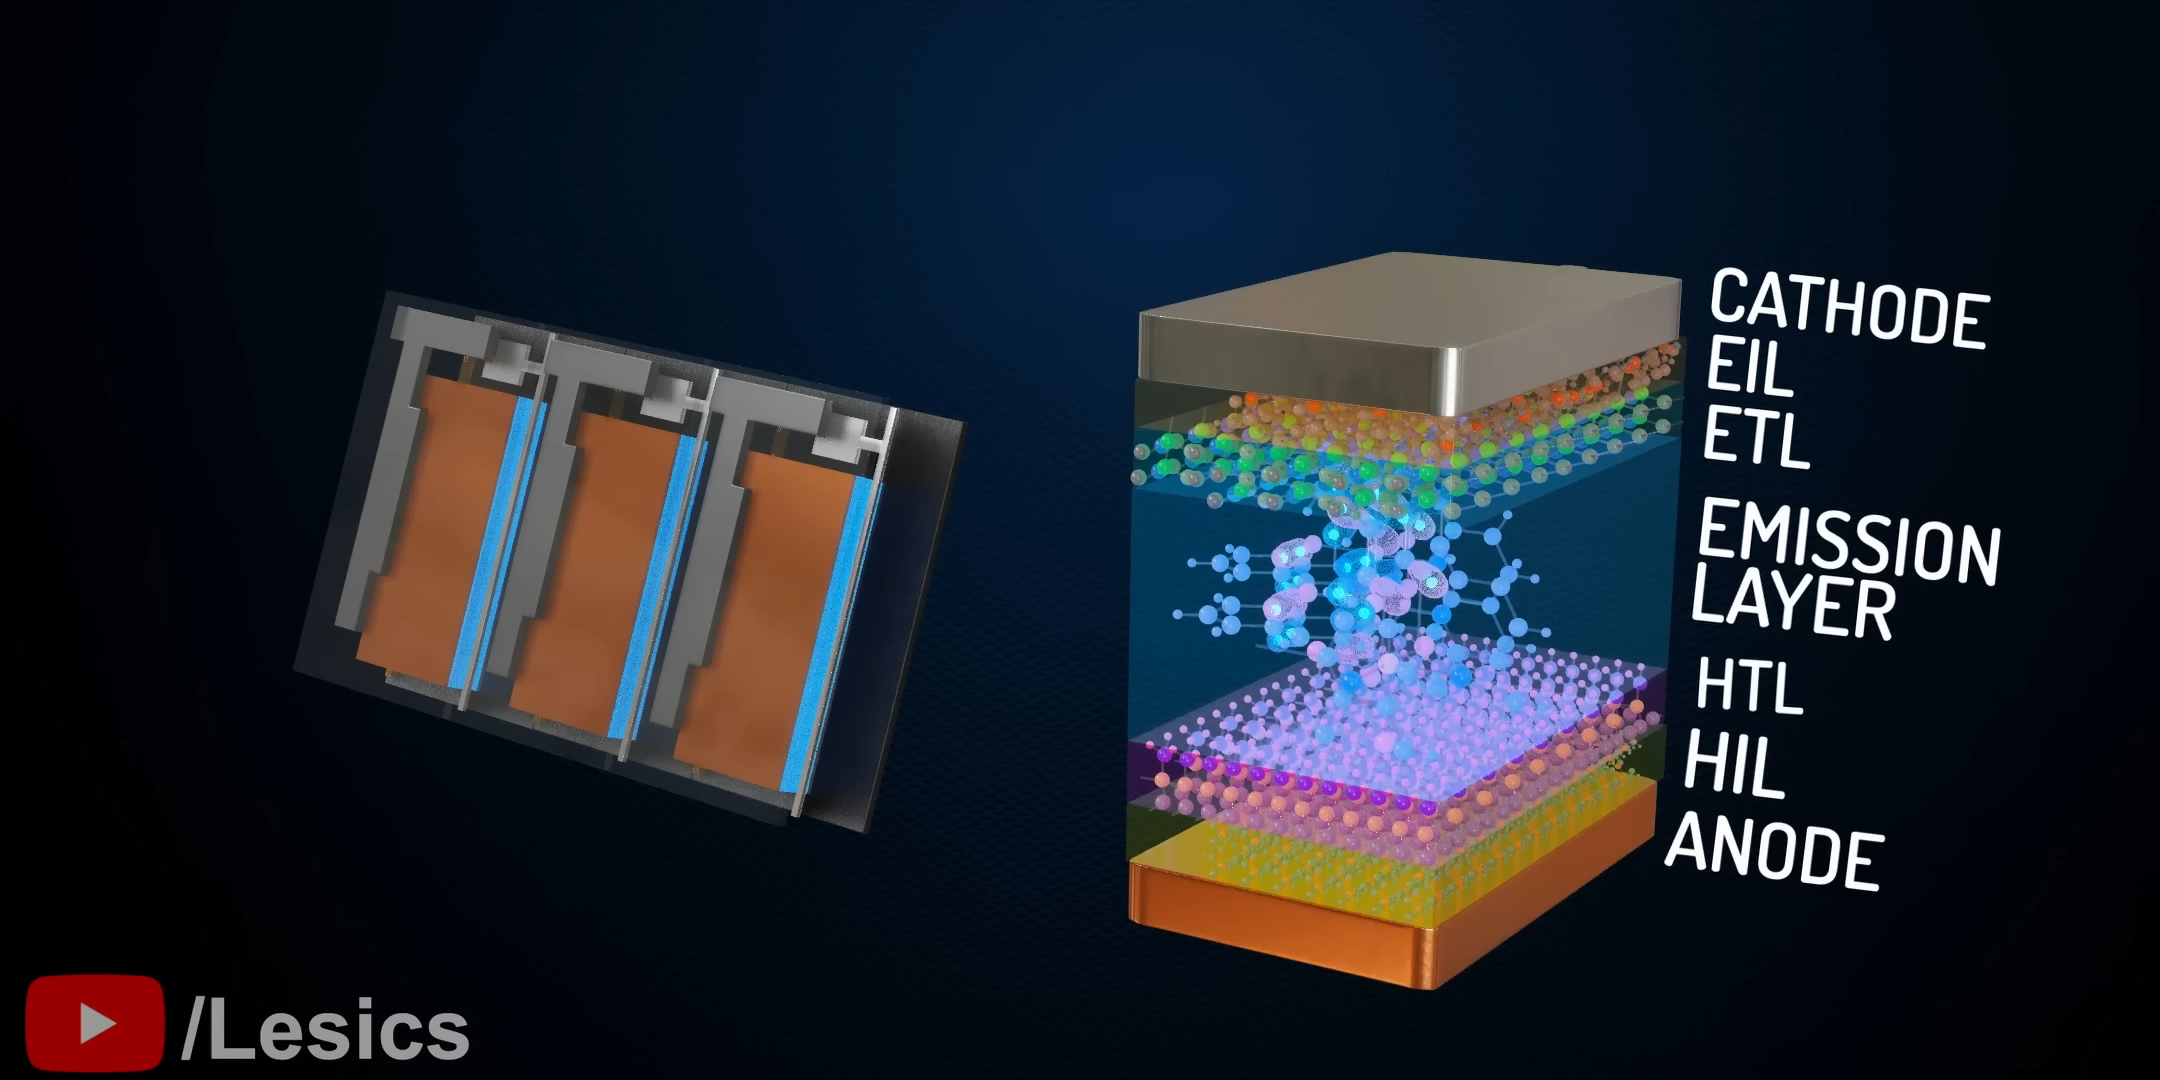 CATHODE
EIL
ETL
EMISSION
LAYER
HTL
HIL
ANODE
/Lesics